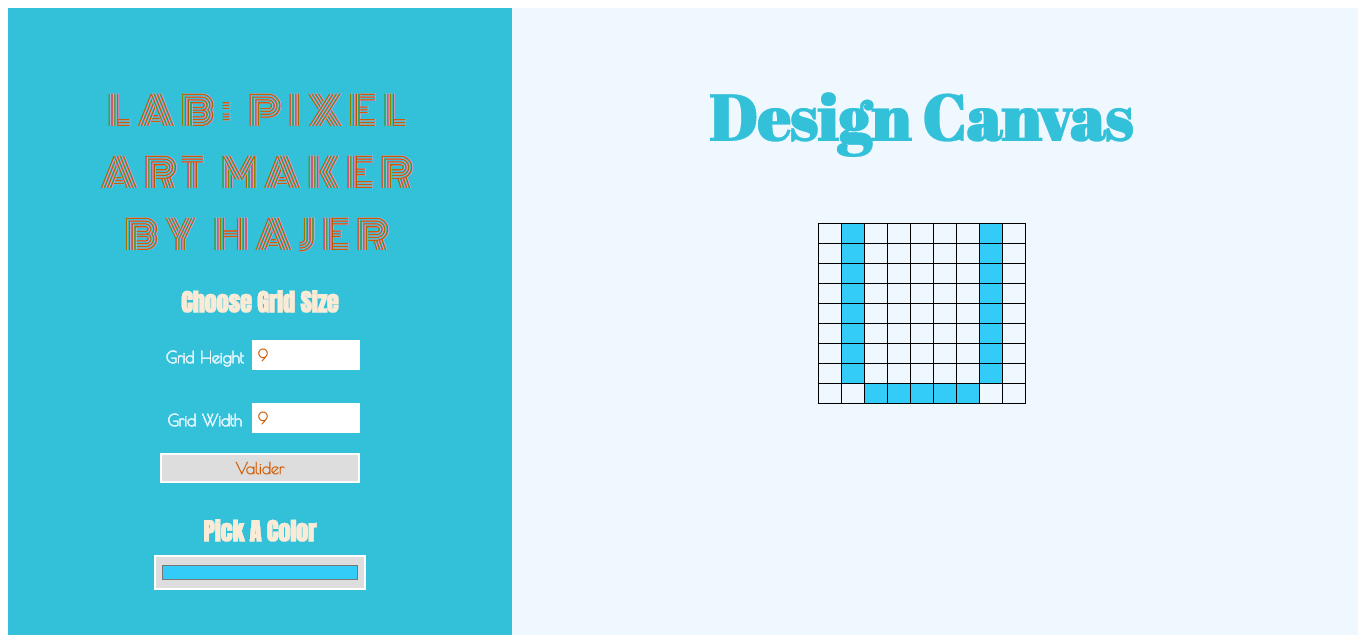 LAB: PIXEL
ART MAKER
BY HAJER
Choose Grid Size
Grid Height 9
Grid Width 9
Valider
Pick A Color
Design Canvas